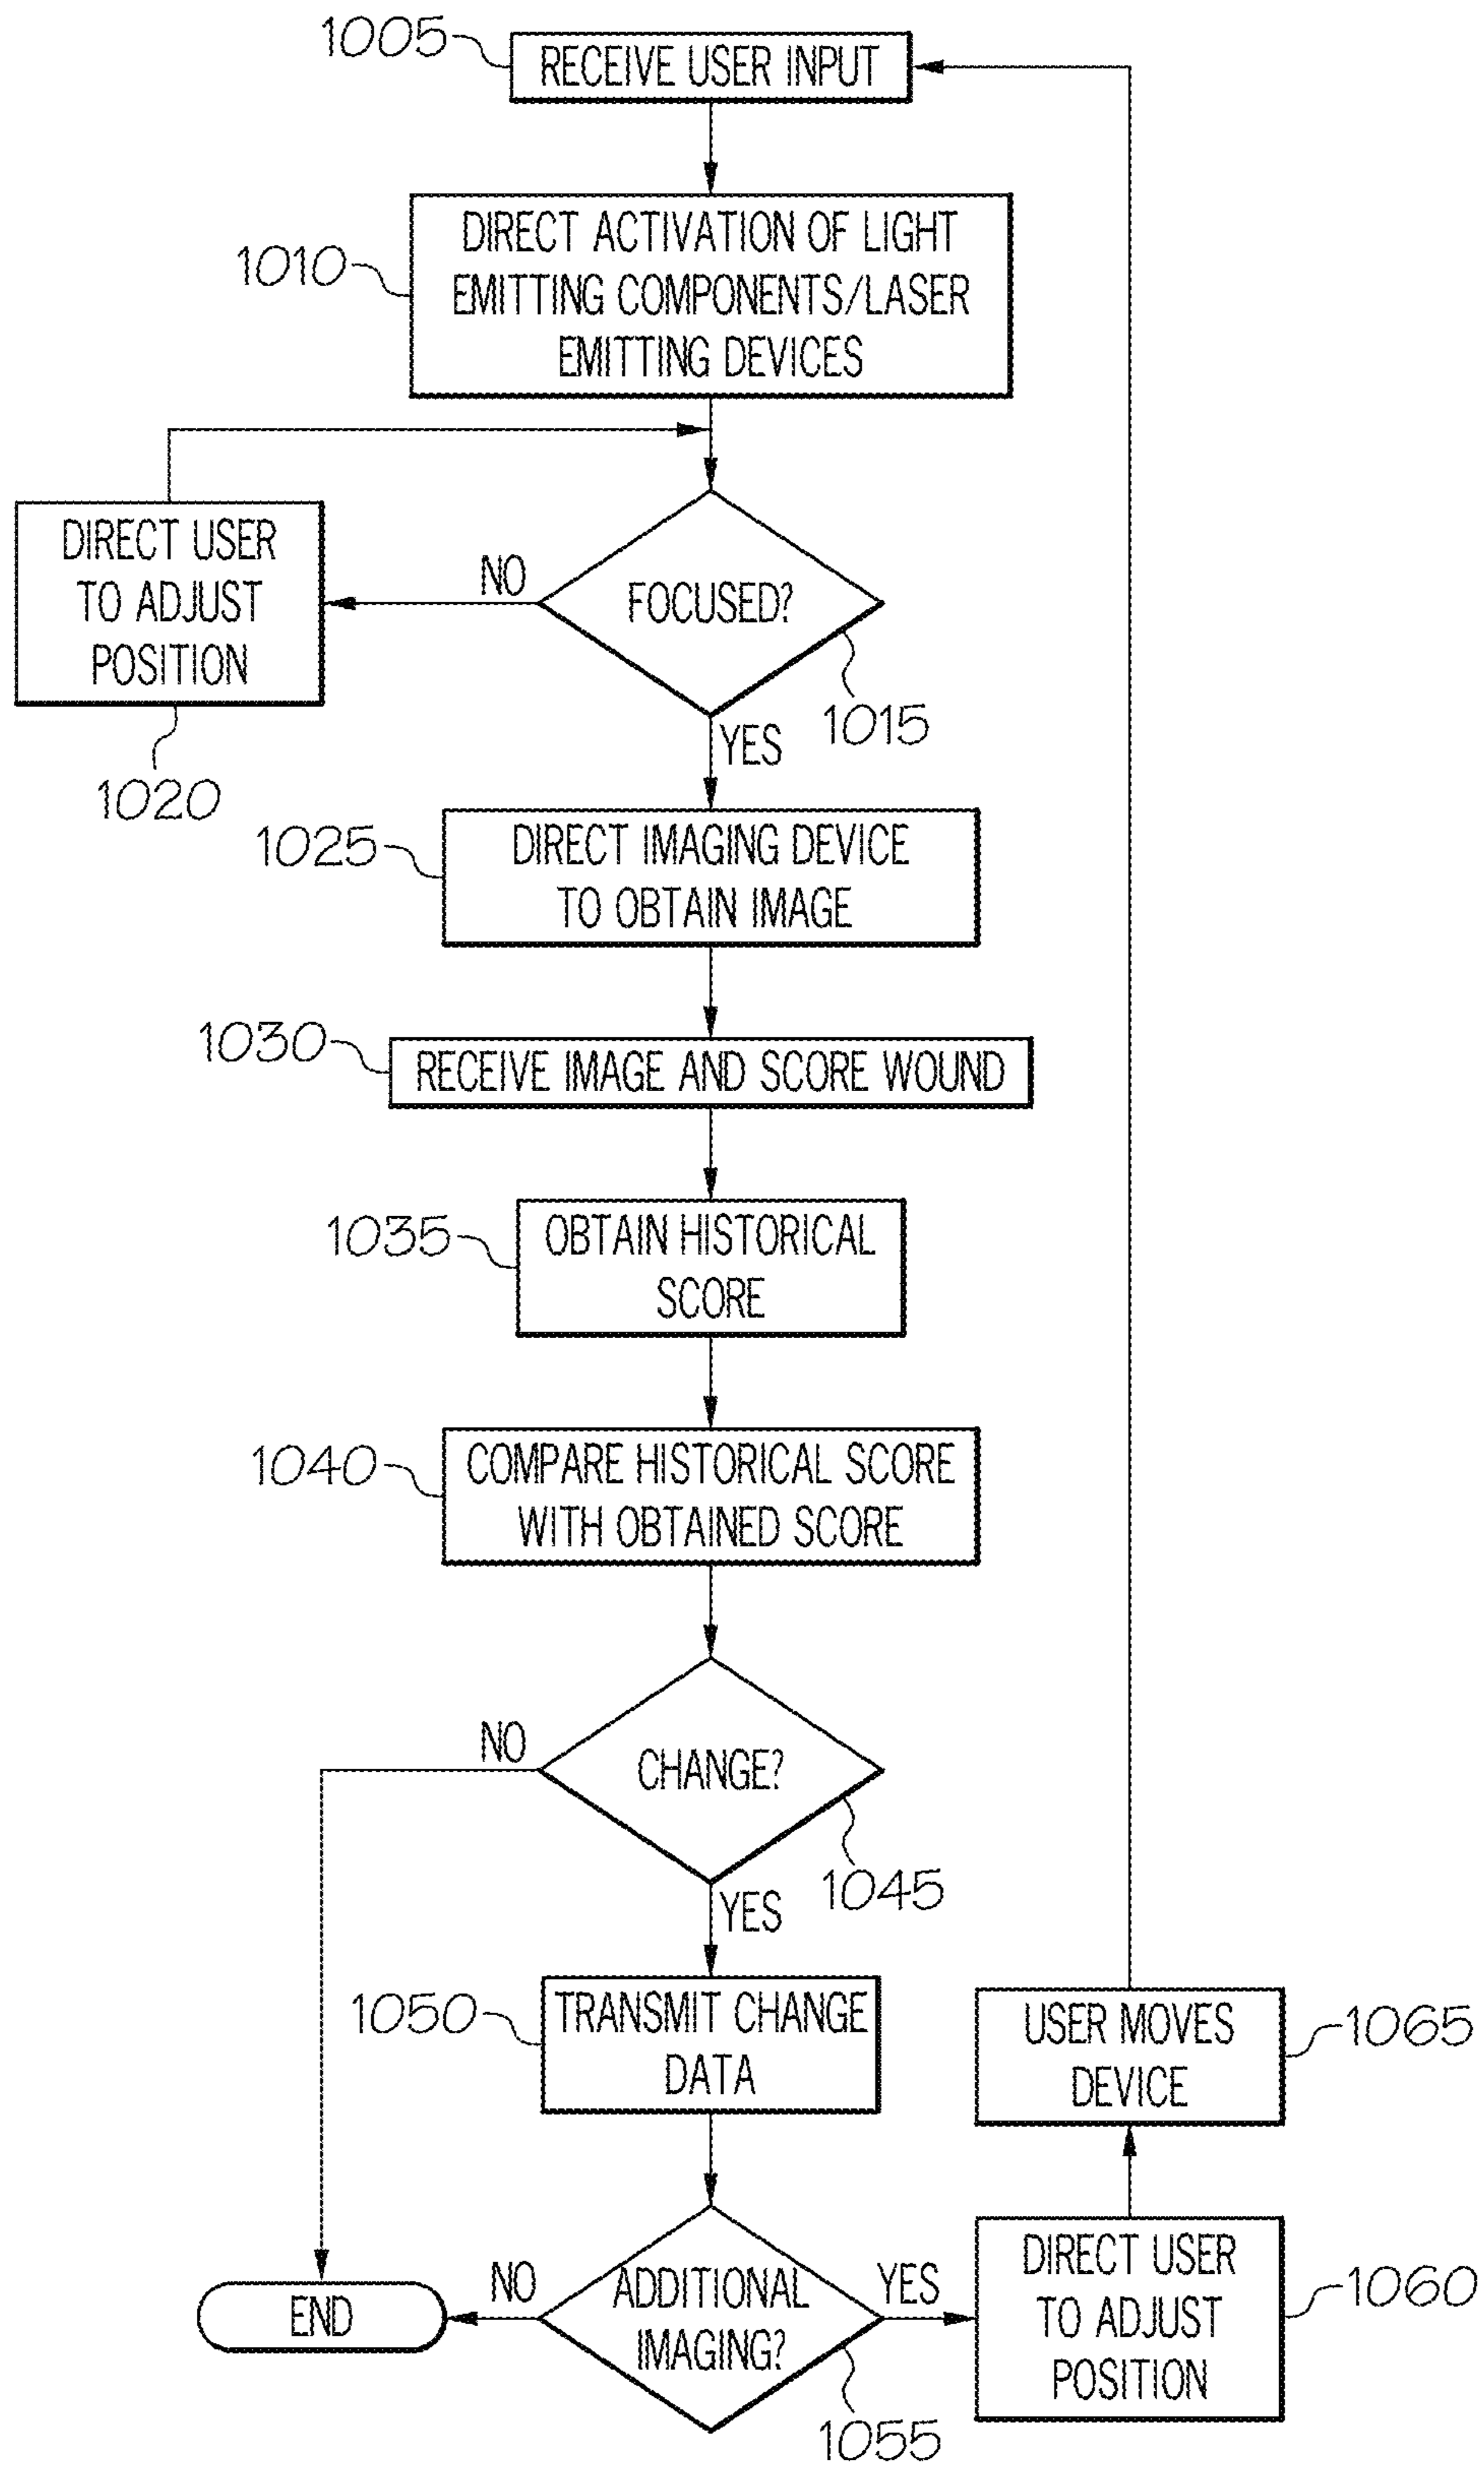 1005
RECEIVE USER INPUT
1010
DIRECT ACTIVATION OF LIGHT
EMITTING COMPONENTS/LASER
EMITTING DEVICES
DIRECT USER
TO ADJUST
POSITION
1020
NO
FOCUSED?
1015
YES
1025
DIRECT IMAGING DEVICE
TO OBTAIN IMAGE
1030
RECEIVE IMAGE AND SCORE WOUND
1035
OBTAIN HISTORICAL
SCORE
1040
COMPARE HISTORICAL SCORE
WITH OBTAINED SCORE
NO
CHANGE?
1045
YES
1050
TRANSMIT CHANGE
DATA
USER MOVES
DEVICE
1065
END
NO
ADDITIONAL
IMAGING?
1055
YES
DIRECT USER
TO ADJUST
POSITION
1060